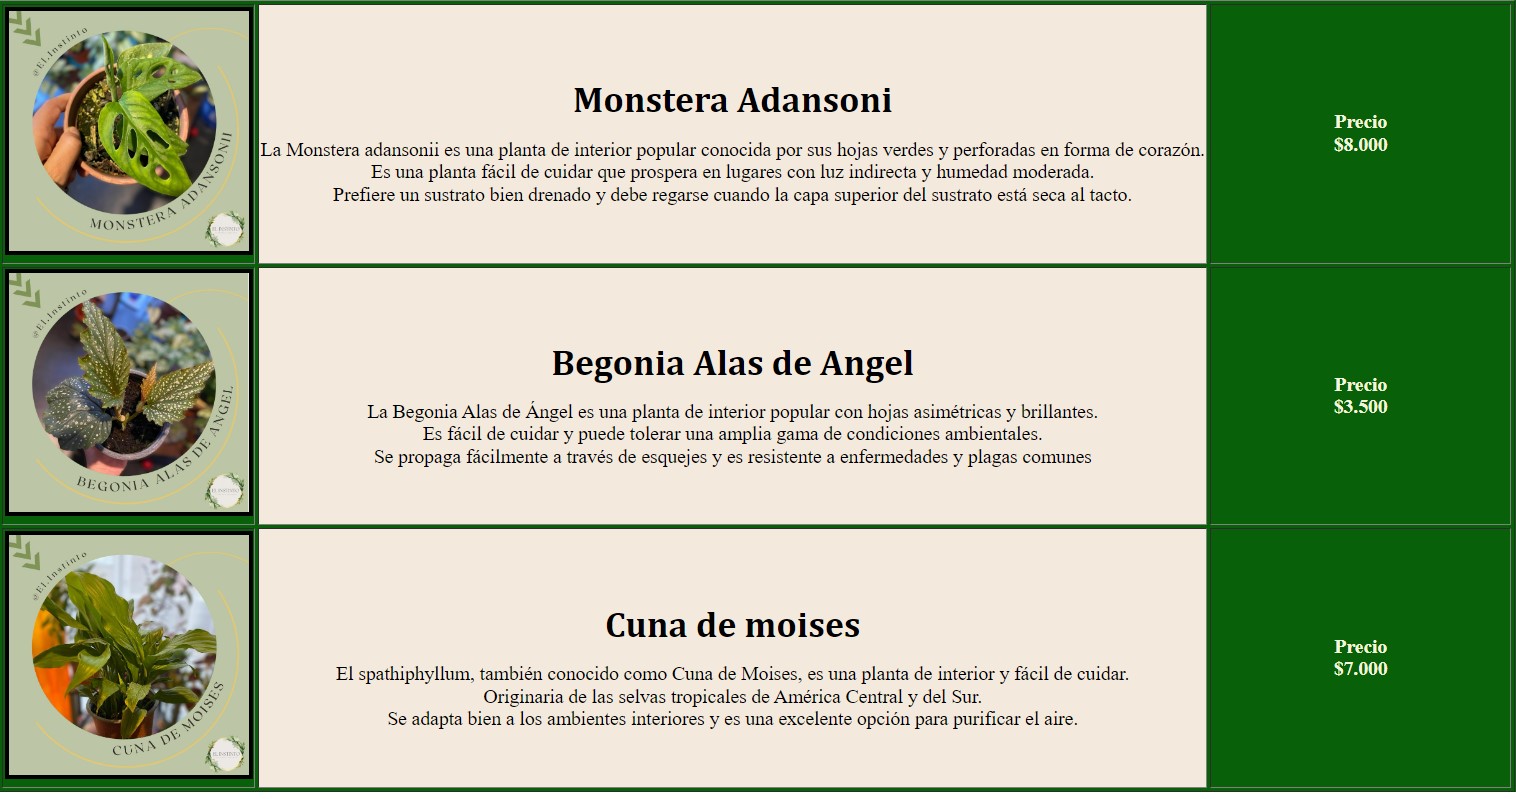 @El.Instinto
MONSTERA ADANSONII
EL INSTINTO
Monstera Adansoni
La Monstera adansonii es una planta de interior popular conocida por sus hojas verdes y perforadas en forma de corazón.
Es una planta fácil de cuidar que prospera en lugares con luz indirecta y humedad moderada.
Prefiere un sustrato bien drenado y debe regarse cuando la capa superior del sustrato está seca al tacto.
Precio
$8.000
@El.Instinto
BEGONIA ALAS DE ANGEL
EL INSTINTO
Begonia Alas de Angel
La Begonia Alas de Ángel es una planta de interior popular con hojas asimétricas y brillantes.
Es fácil de cuidar y puede tolerar una amplia gama de condiciones ambientales.
Se propaga fácilmente a través de esquejes y es resistente a enfermedades y plagas comunes
Precio
$3.500
@El.Instinto
CUNA DE MOISES
EL INSTINTO
Cuna de moises
El spathiphyllum, también conocido como Cuna de Moises, es una planta de interior y fácil de cuidar.
Originaria de las selvas tropicales de América Central y del Sur.
Se adapta bien a los ambientes interiores y es una excelente opción para purificar el aire.
Precio
$7.000